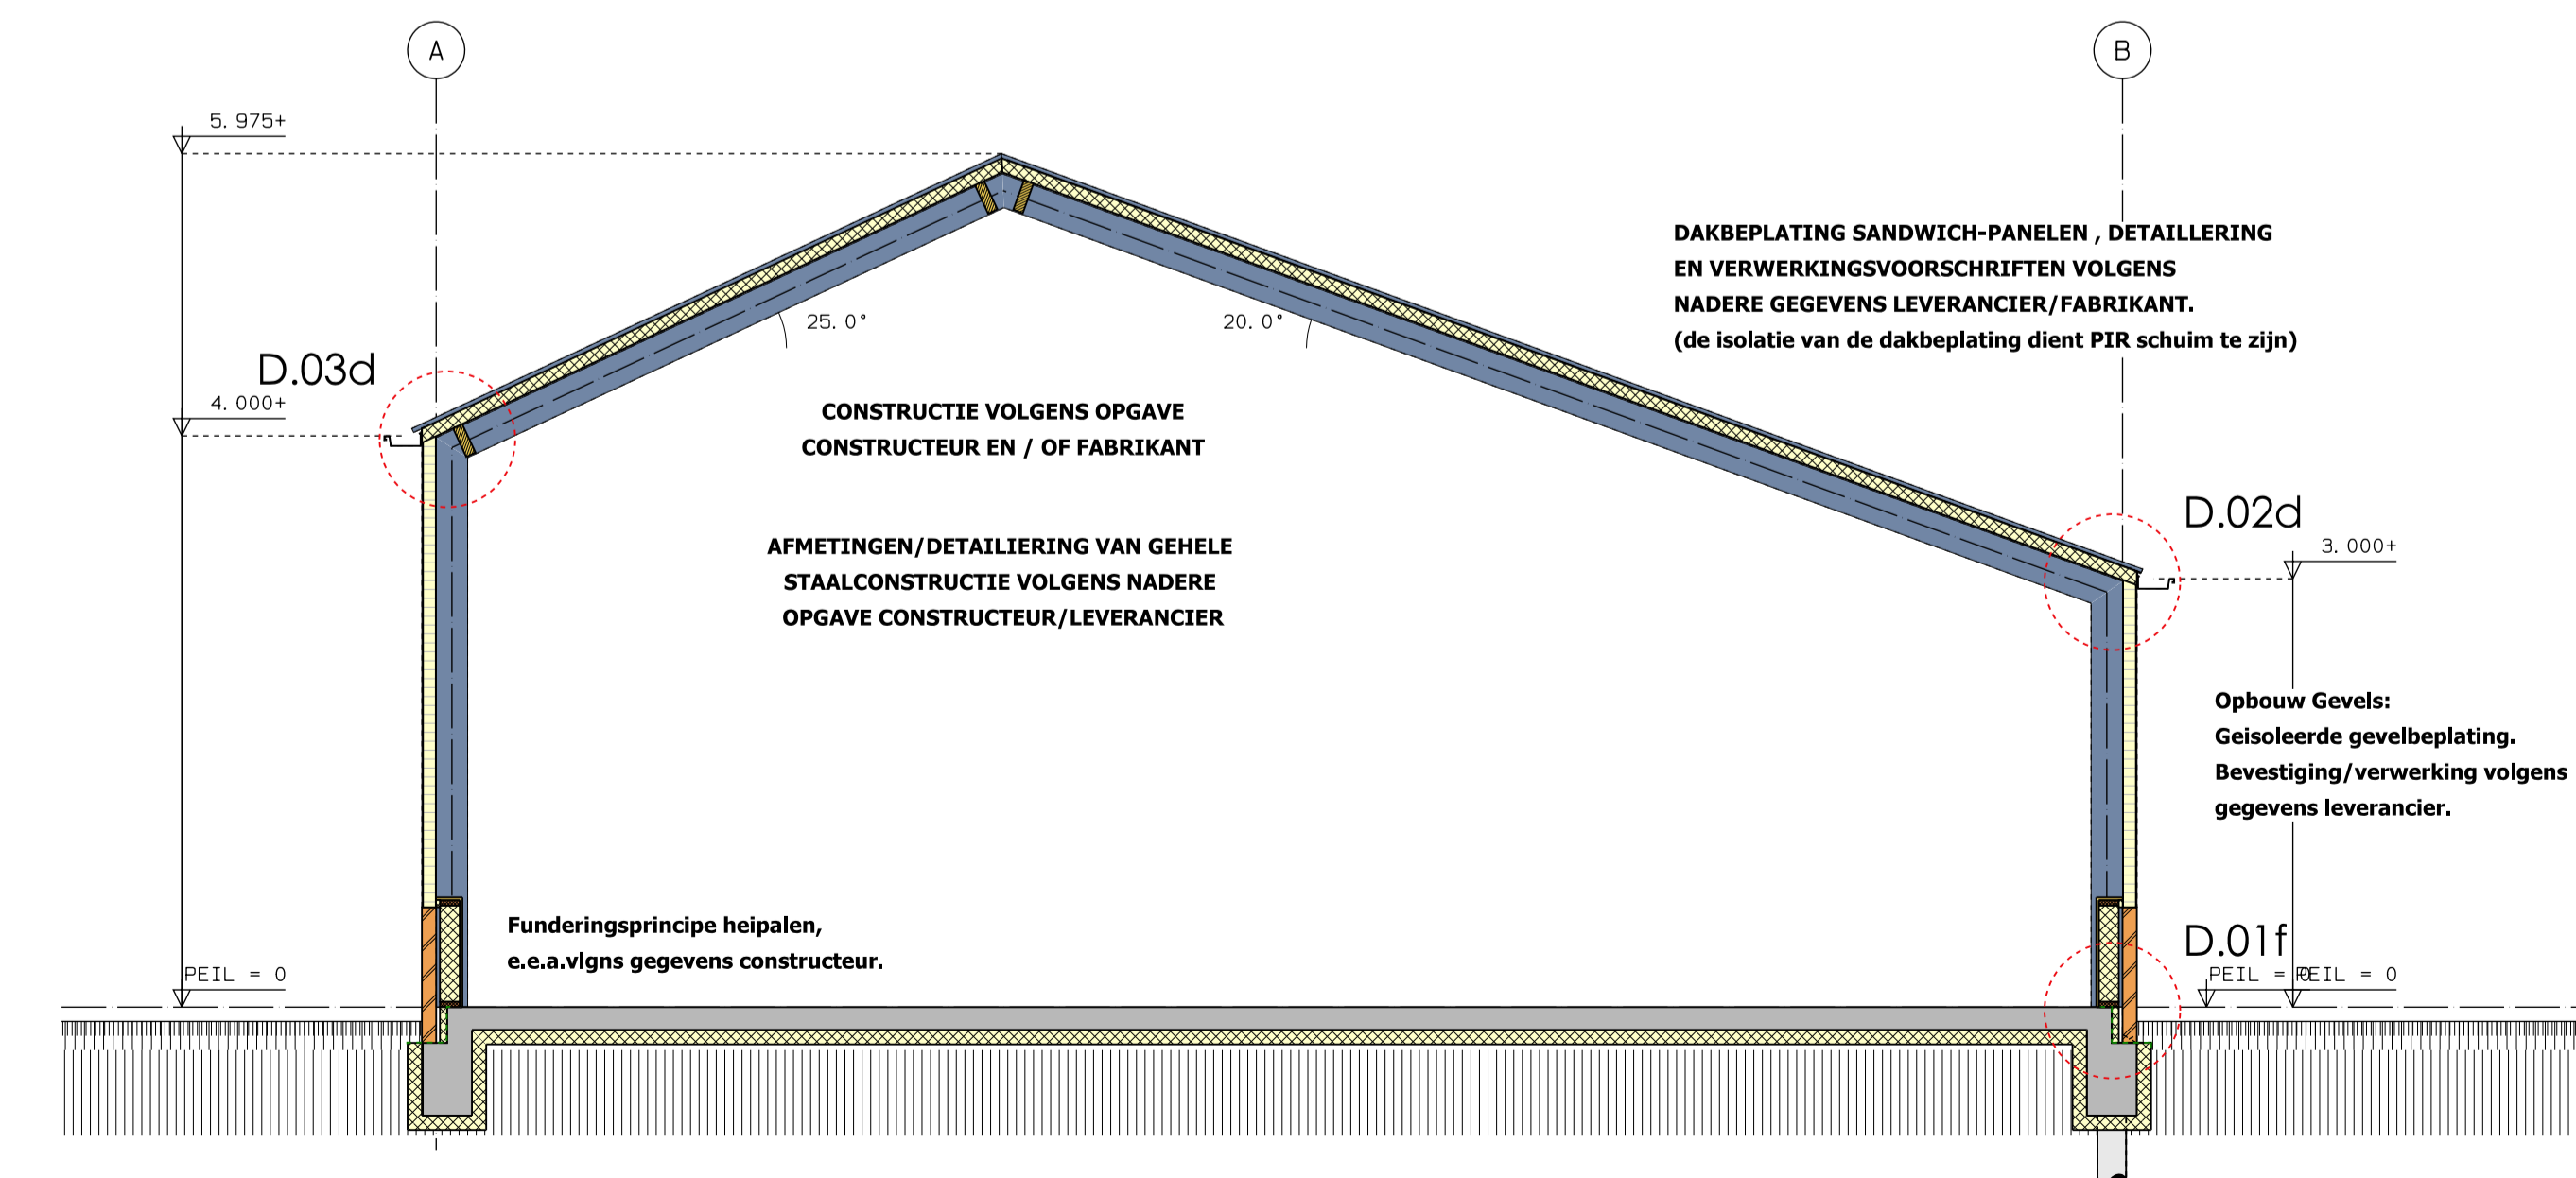 A
B
5. 975+
DAKBEPLATING SANDWICH-PANELEN , DETAILLERING
EN VERWERKINGSVOORSCHRIFTEN VOLGENS
NADERE GEGEVENS LEVERANCIER/FABRIKANT.
(de isolatie van de dakbeplating dient PIR schuim te zijn)
25. 0°
20. 0°
D.03d
4. 000+
CONSTRUCTIE VOLGENS OPGAVE
CONSTRUCTEUR EN / OF FABRIKANT
D.02d
3. 000+
AFMETINGEN/DETAILIERING VAN GEHELE
STAALCONSTRUCTIE VOLGENS NADERE
OPGAVE CONSTRUCTEUR/LEVERANCIER
Opbouw Gevels:
Geisoleerde gevelbeplating.
Bevestiging/verwerking volgens
gegevens leverancier.
Funderingsprincipe heipalen,
e.e.a.vlgns gegevens constructeur.
D.01f
PEIL = 0
PEIL = 0
PEIL = 0